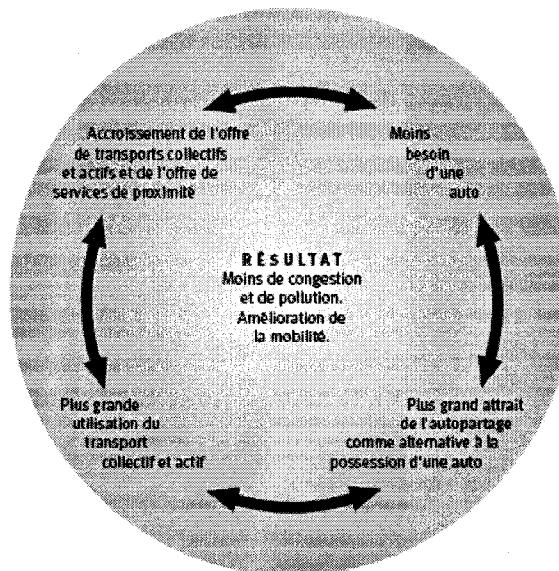 Accroissement de l'offre
de transports collectifs
et actifs et de l'offre de
services de proximité
Moins
besoin
d'une
auto
RÉSULTAT
Moins de congestion
et de pollution.
Amélioration de
la mobilité.
Plus grande
utilisation du
transport
collectif et actif
Plus grand attrait
de l'autopartage
comme alternative à la
possession d'une auto